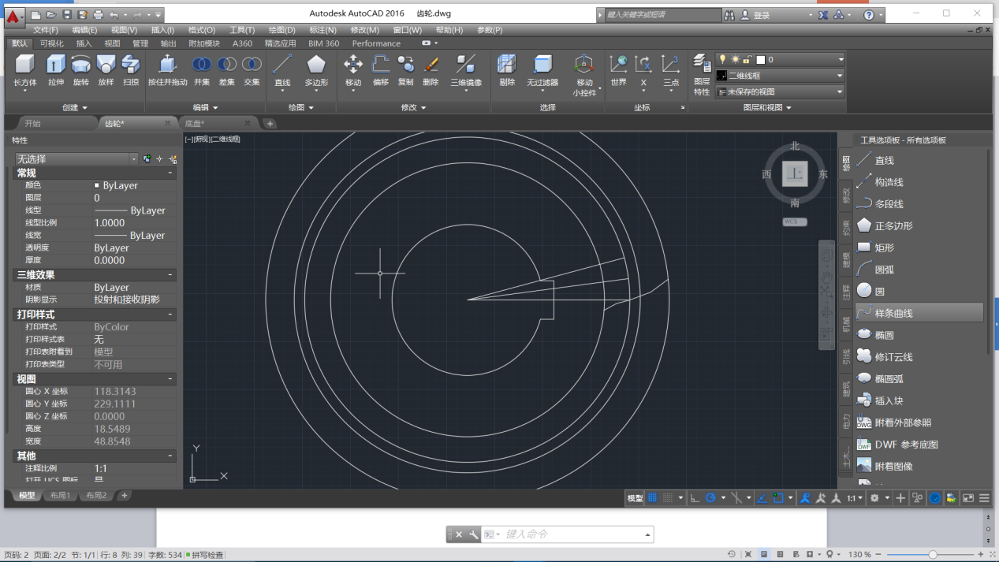 Autodesk AutoCAD 2016 齿轮.dwg
键入关键字或短语
登录
文件(F) 编辑(E) 视图(V) 插入(I) 格式(O) 工具(T) 绘图(D) 标注(N) 修改(M) 窗口(W) 帮助(H) 参数(P)
默认 可视化 插入 视图 管理 输出 附加模块 A360 精选应用 BIM 360 Performance
长方体 拉伸 旋转 放样 扫掠 按住并拖动 并集 差集 交集 直线 多边形 移动 偏移 复制 删除 三维镜像 剔除 无过滤器 移动
小控件
世界 X 三点 图层
特性
0
二维线框
未保存的视图
创建 编辑 绘图 修改 选择 坐标 图层和视图
开始 齿轮* 底盘*
特性
无选择
常规
颜色 ByLayer
图层 0
线型 ByLayer
线型比例 1.0000
线宽 ByLayer
透明度 ByLayer
厚度 0.0000
三维效果
材质 ByLayer
阴影显示 投射和接收阴影
打印样式
打印样式 ByColor
打印样式表 无
打印表附着到 模型
打印表类型 不可用
视图
圆心 X 坐标 118.3143
圆心 Y 坐标 229.1111
圆心 Z 坐标 0.0000
高度 18.5489
宽度 48.8548
其他
注释比例 1:1
打开 UCS 图标 是
[−][俯视][二维线框]
北
西 上 东
南
WCS
Y
X
工具选项板 - 所有选项板
绘图
修改
约束
建模
注释
机械
引线
建筑
电力
土木...
直线
构造线
多段线
正多边形
矩形
圆弧
圆
样条曲线
椭圆
修订云线
椭圆弧
插入块
附着外部参照
DWF 参考底图
附着图像
模型 布局1 布局2
模型
1:1
键入命令
页码: 2 页面: 2/2 节: 1/1 行: 8 列: 39 字数: 534 拼写检查
130 %